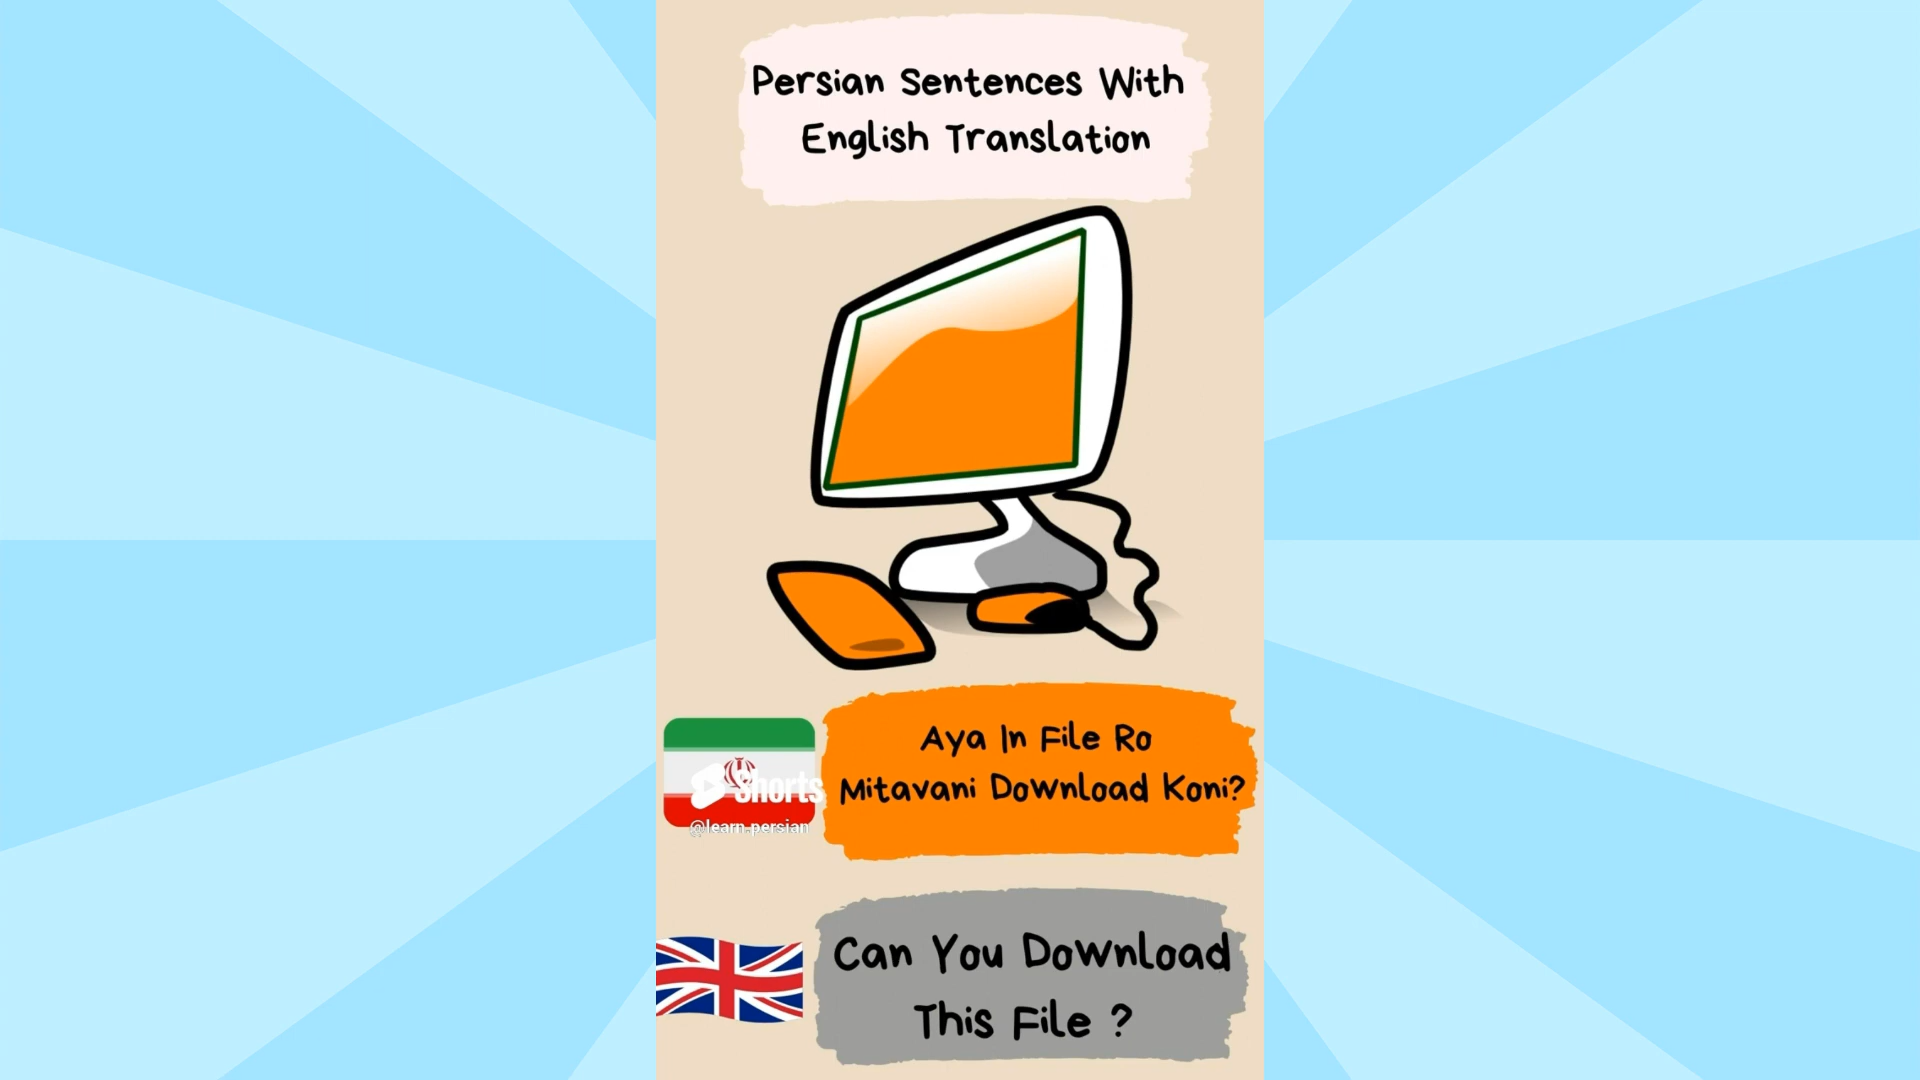 Persian Sentences With
English Translation
Aya In File Ro
Mitavani Download Koni?
Shorts
@learn.persian
Can You Download
This File ?